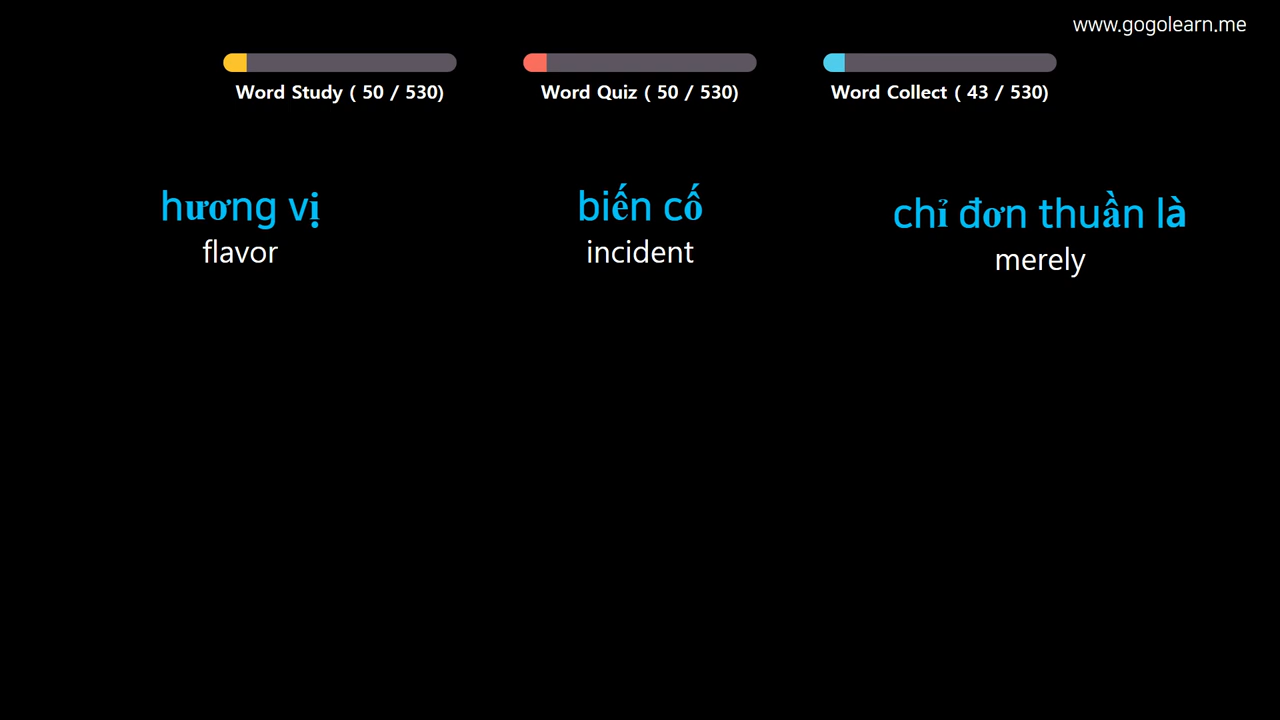 www.gogolearn.me
Word Study ( 50 / 530)
Word Quiz ( 50 / 530)
Word Collect ( 43 / 530)
hương vị
flavor
biến cố
incident
chỉ đơn thuần là
merely